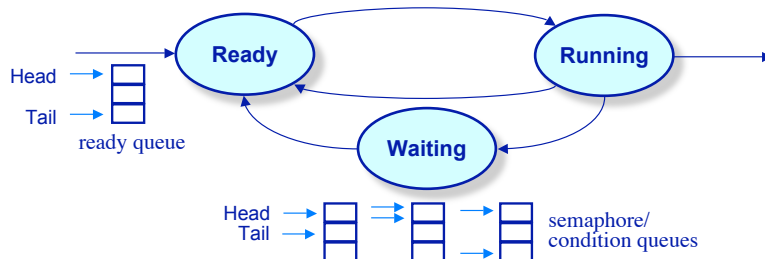 Ready
Running
Head
Tail
ready queue
Waiting
Head
Tail
semaphore/
condition queues